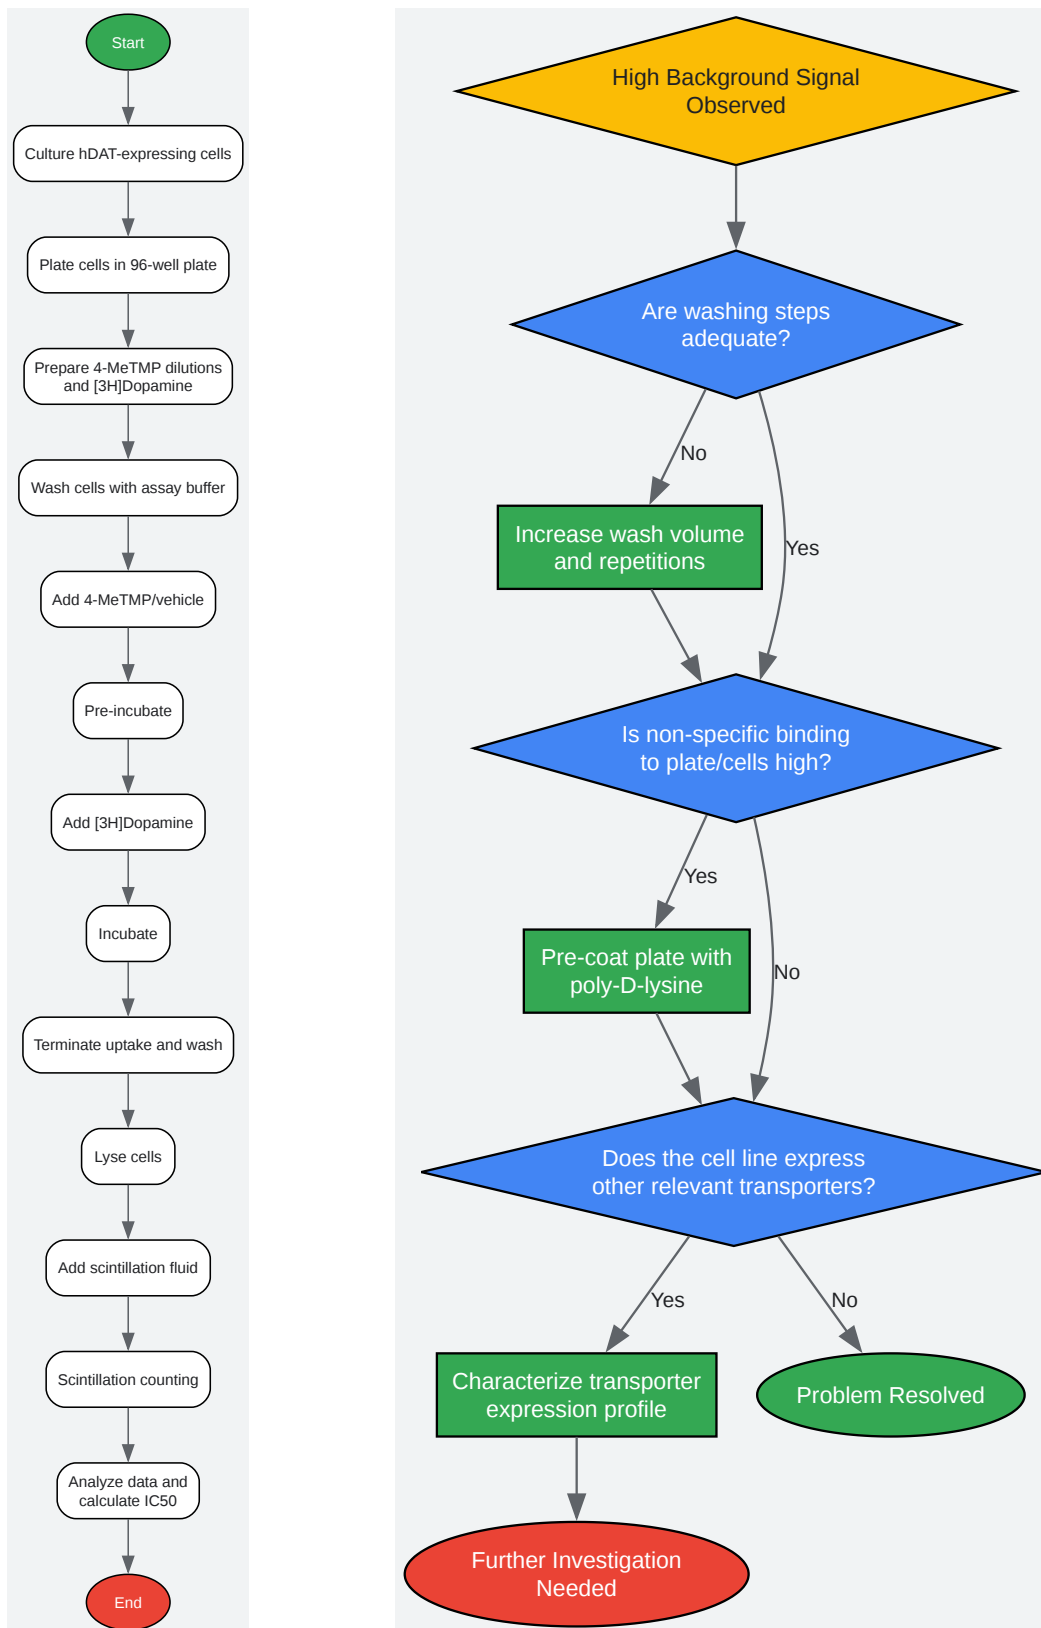 Start
Culture hDAT-expressing cells
Plate cells in 96-well plate
Prepare 4-MeTMP dilutions
and [3H]Dopamine
Wash cells with assay buffer
Add 4-MeTMP/vehicle
Pre-incubate
Add [3H]Dopamine
Incubate
Terminate uptake and wash
Lyse cells
Add scintillation fluid
Scintillation counting
Analyze data and
calculate IC50
End
High Background Signal
Observed
Are washing steps
adequate?
No
Yes
Increase wash volume
and repetitions
Is non-specific binding
to plate/cells high?
Yes
No
Pre-coat plate with
poly-D-lysine
Does the cell line express
other relevant transporters?
Yes
No
Characterize transporter
expression profile
Problem Resolved
Further Investigation
Needed